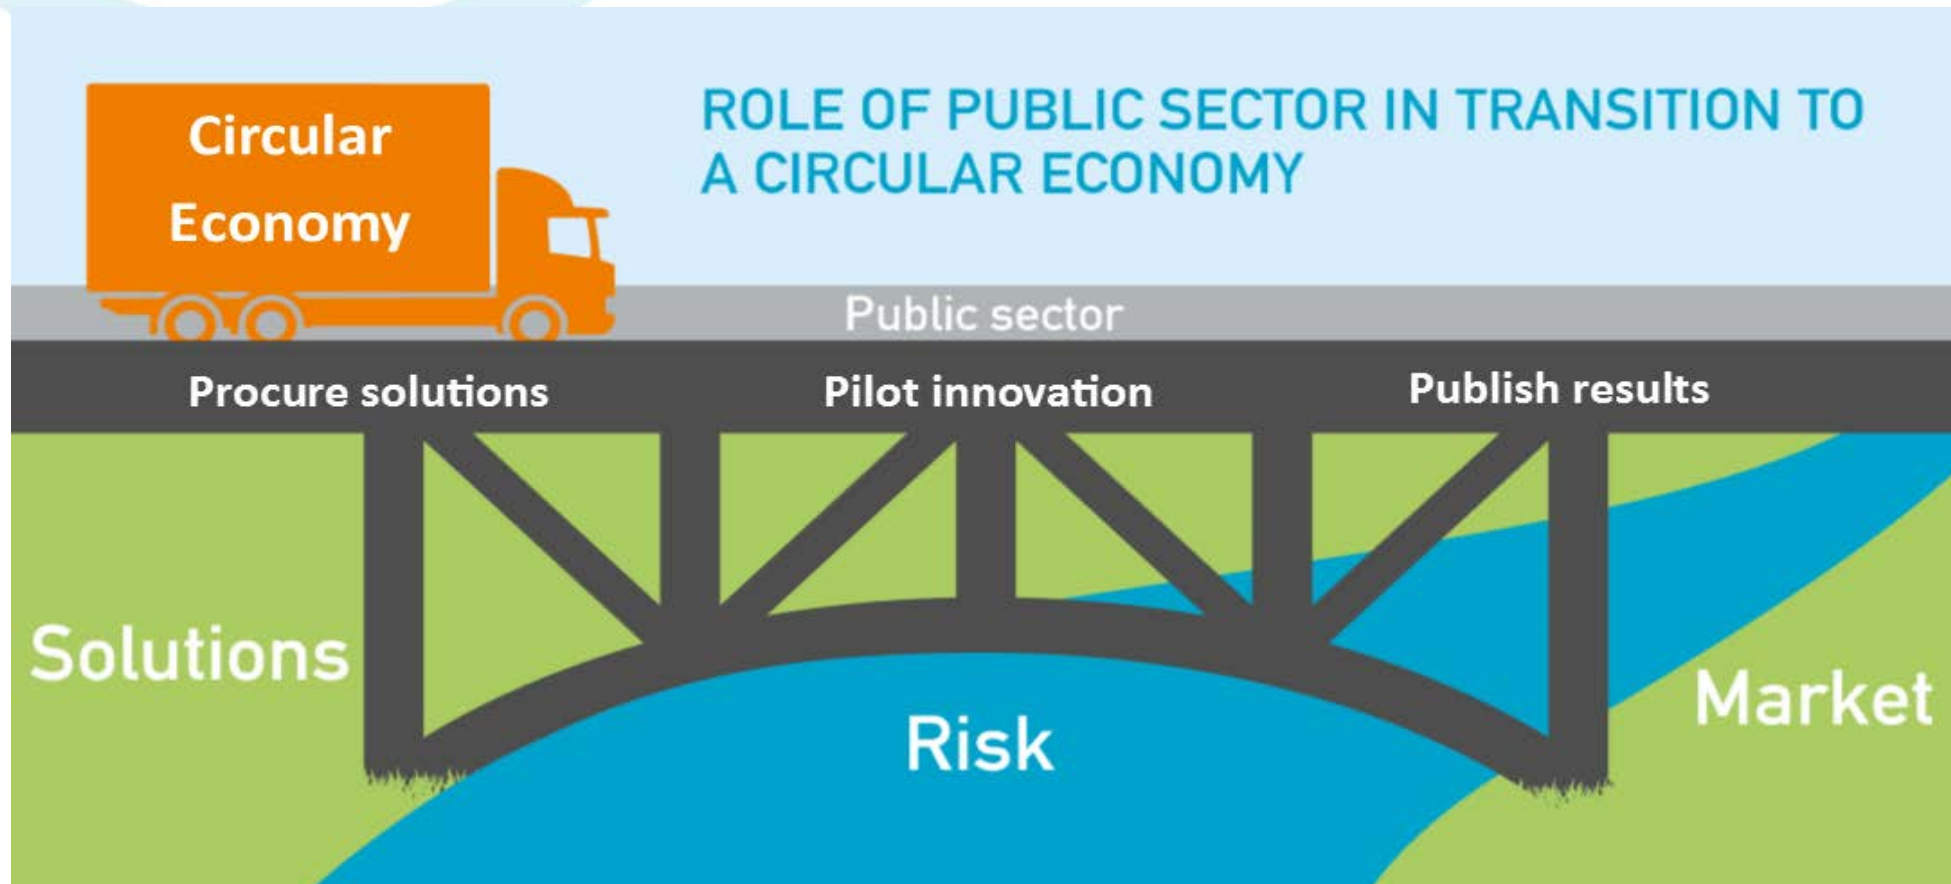 Circular
Economy
ROLE OF PUBLIC SECTOR IN TRANSITION TO
A CIRCULAR ECONOMY
Public sector
Procure solutions
Pilot innovation
Publish results
Solutions
Risk
Market